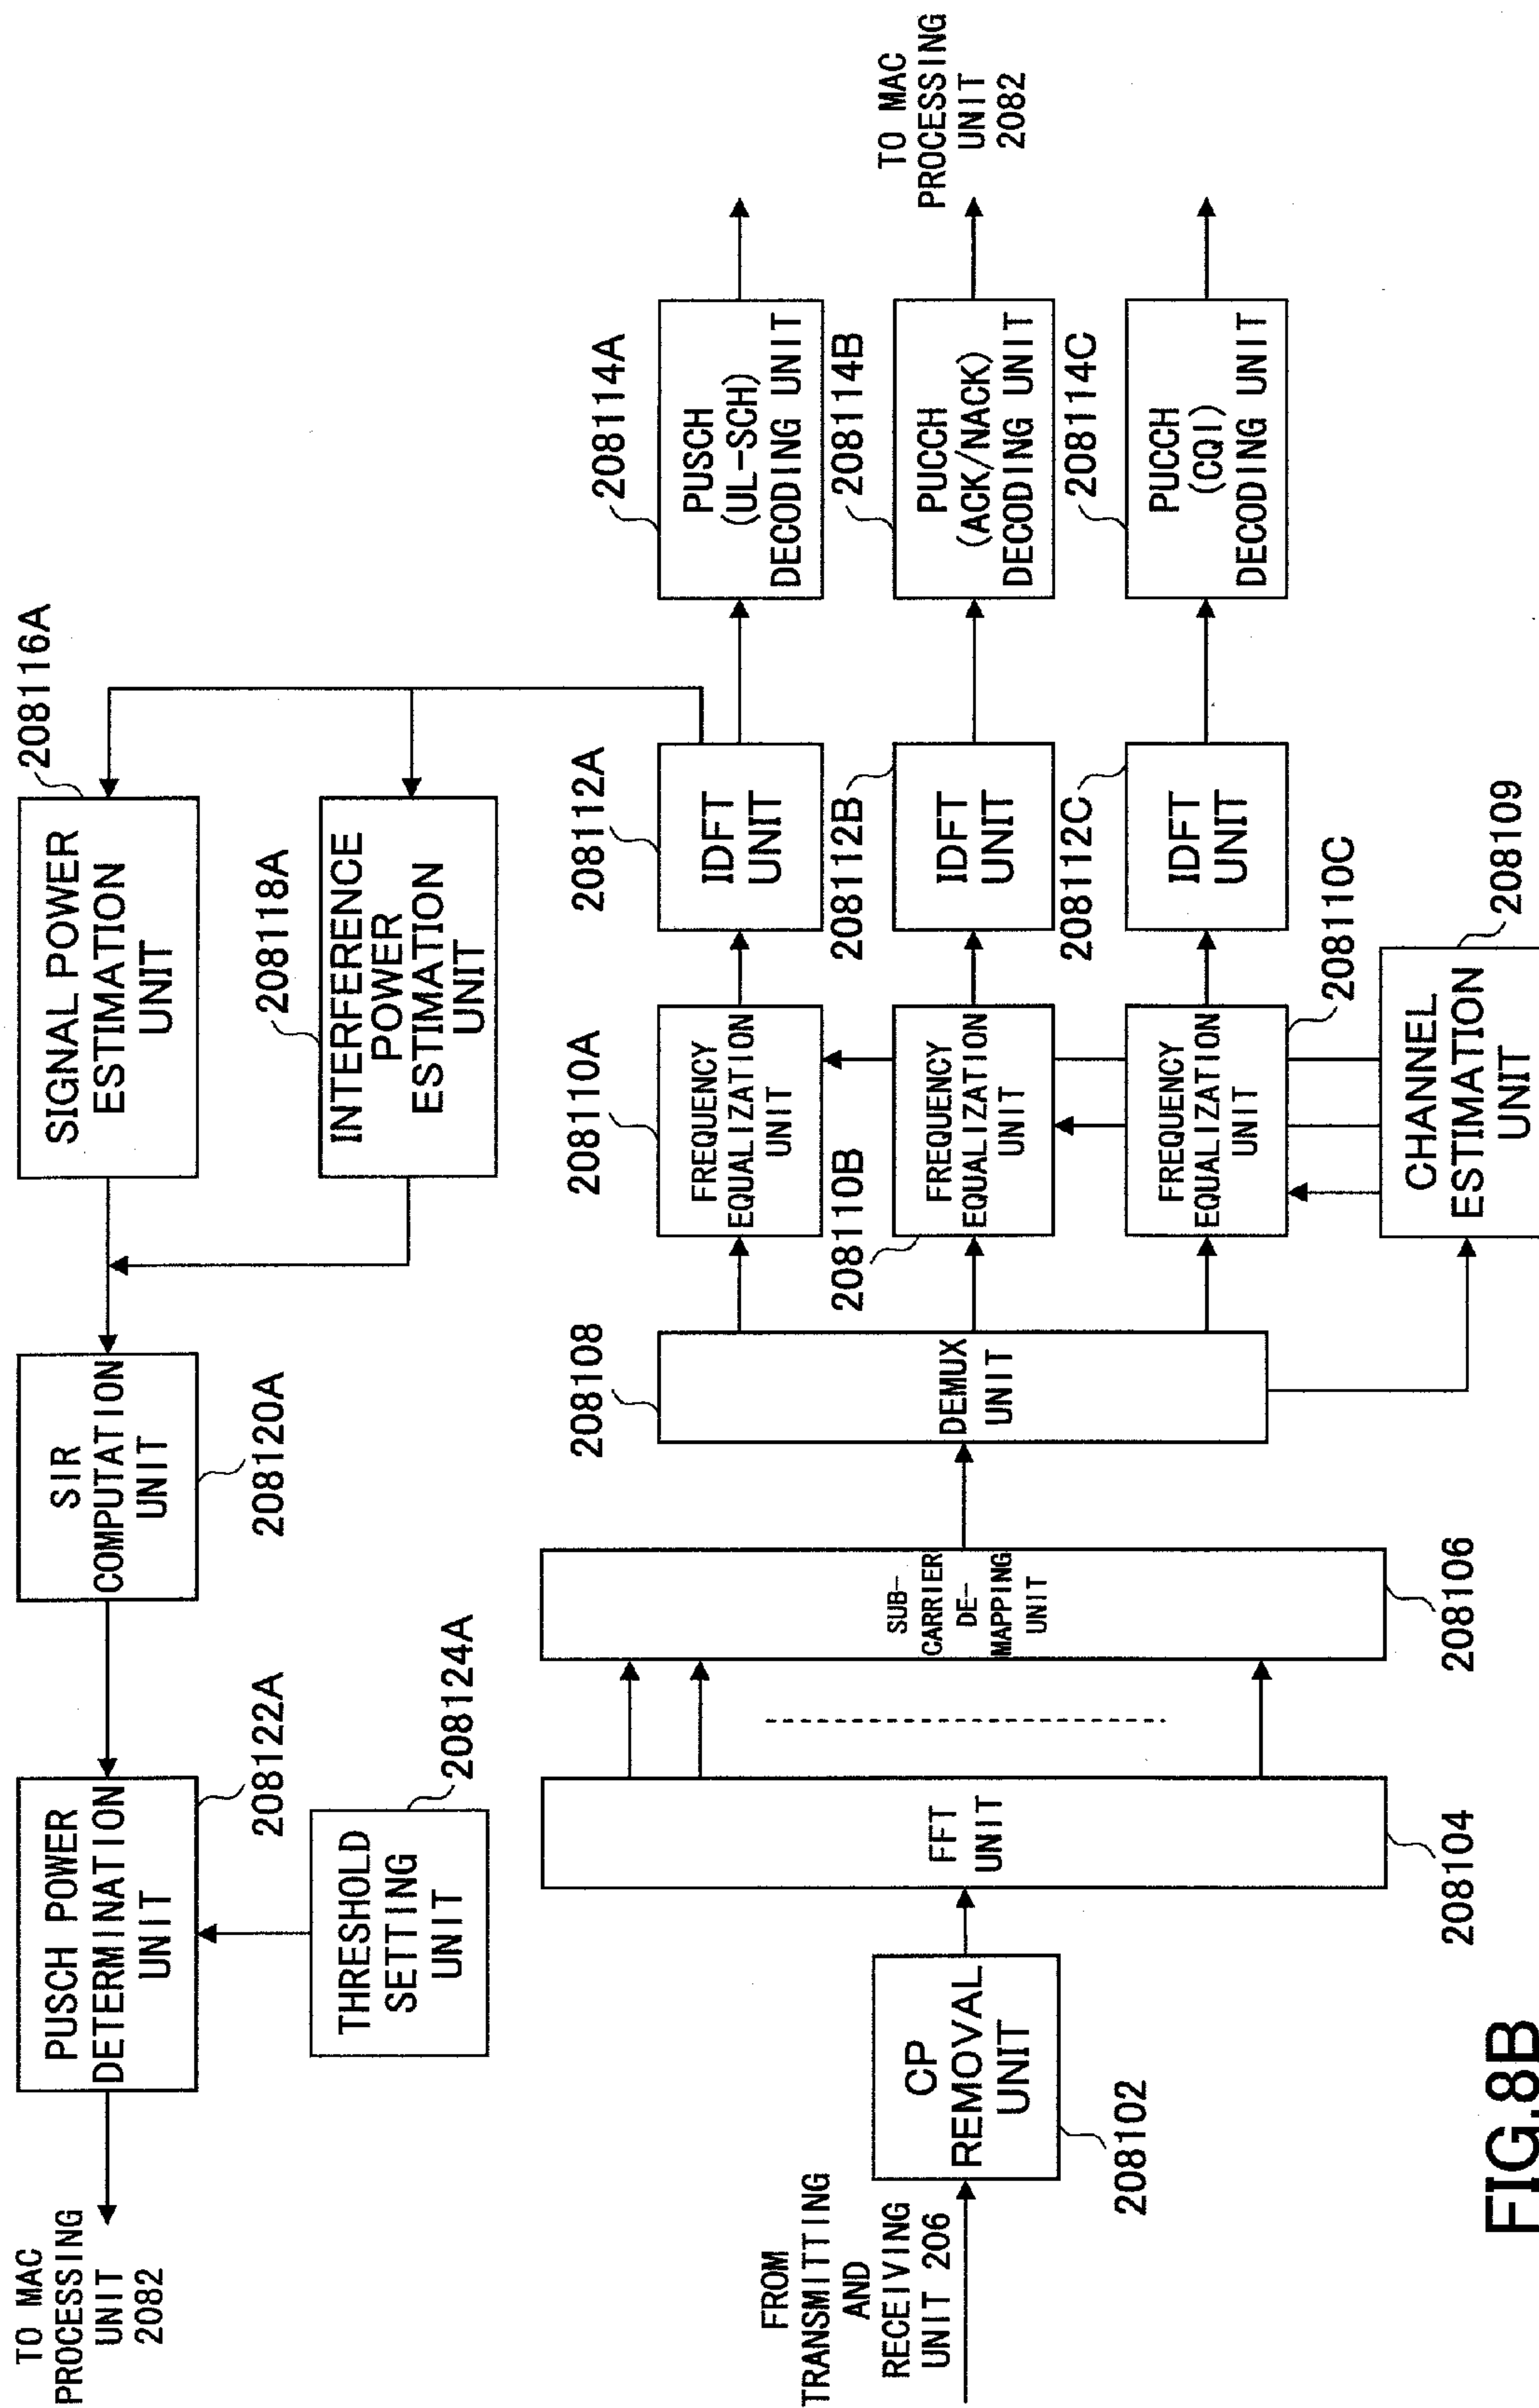 TO MAC
PROCESSING
UNIT
2082
PUSCH POWER
DETERMINATION
UNIT
208122A
THRESHOLD
SETTING
UNIT
208124A
SIR
COMPUTATION
UNIT
208120A
SIGNAL POWER
ESTIMATION
UNIT
208116A
INTERFERENCE
POWER
ESTIMATION
UNIT
208118A
FROM
TRANSMITTING
AND
RECEIVING
UNIT 206
CP
REMOVAL
UNIT
208102
FFT
UNIT
208104
SUB-
CARRIER
DE-
MAPPING
UNIT
208106
208108
DEMUX
UNIT
208110A
FREQUENCY
EQUALIZATION
UNIT
208110B
FREQUENCY
EQUALIZATION
UNIT
FREQUENCY
EQUALIZATION
UNIT
208110C
CHANNEL
ESTIMATION
UNIT
208109
208112A
IDFT
UNIT
208112B
IDFT
UNIT
208112C
IDFT
UNIT
208114A
PUSCH
(UL-SCH)
DECODING UNIT
208114B
PUCCH
(ACK/NACK)
DECODING UNIT
208114C
PUCCH
(CQI)
DECODING UNIT
TO MAC
PROCESSING
UNIT
2082
FIG.8B